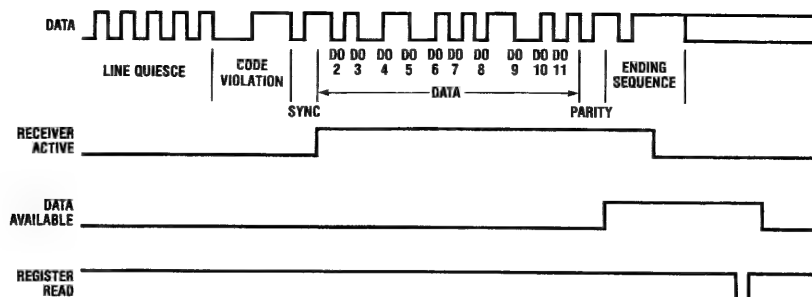 DATA
LINE QUIESCE
CODE
VIOLATION
SYNC
DO DO DO DO DO DO DO DO DO DO
2 3 4 5 6 7 8 9 10 11
DATA
PARITY
ENDING
SEQUENCE
RECEIVER
ACTIVE
DATA
AVAILABLE
REGISTER
READ